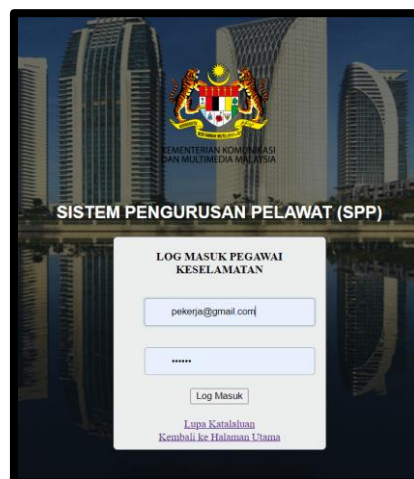 KEMENTERIAN KOMUNIKASI
DAN MULTIMEDIA MALAYSIA
SISTEM PENGURUSAN PELAWAT (SPP)
LOG MASUK PEGAWAI
KESELAMATAN
pekerja@gmail.com
••••••
Log Masuk
Lupa Katalaluan
Kembali ke Halaman Utama